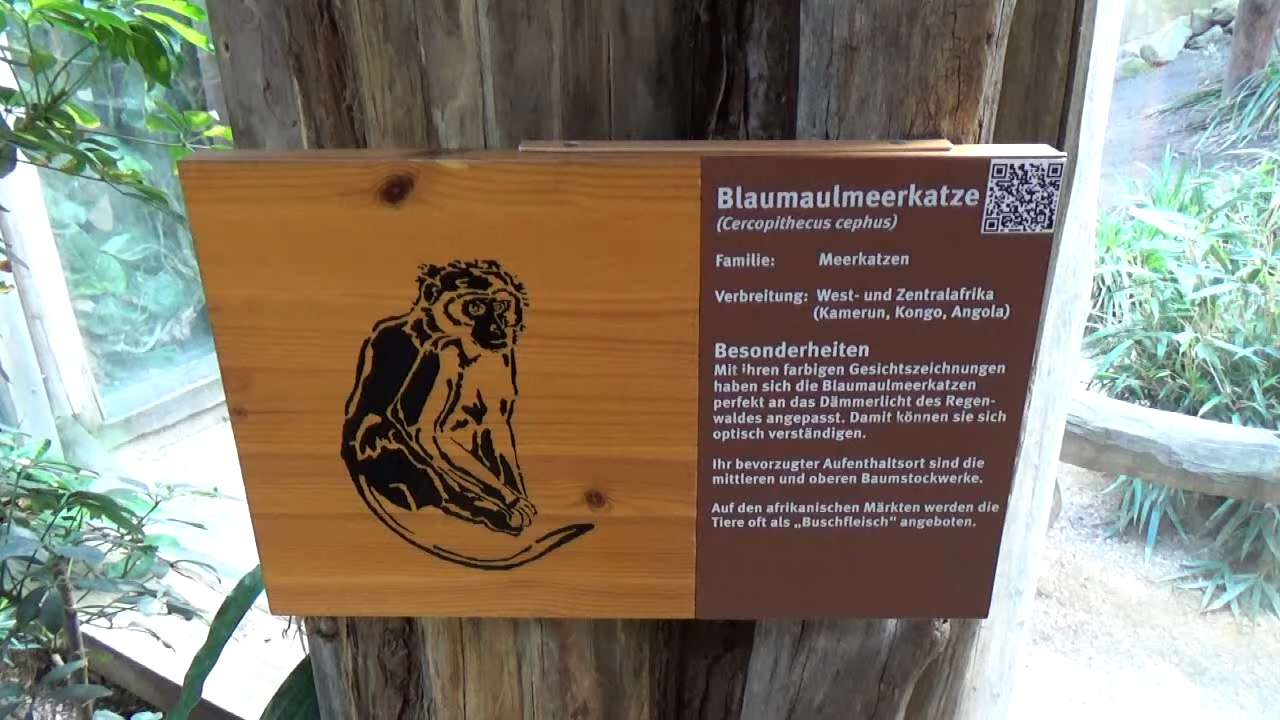 Blaumaulmeerkatze
(Cercopithecus cephus)
Familie: Meerkatzen
Verbreitung: West- und Zentralafrika
(Kamerun, Kongo, Angola)
Besonderheiten
Mit ihren farbigen Gesichtszeichnungen
haben sich die Blaumaulmeerkatzen
perfekt an das Dämmerlicht des Regen-
waldes angepasst. Damit können sie sich
optisch verständigen.
Ihr bevorzugter Aufenthaltsort sind die
mittleren und oberen Baumstockwerke.
Auf den afrikanischen Märkten werden die
Tiere oft als „Buschfleisch" angeboten.